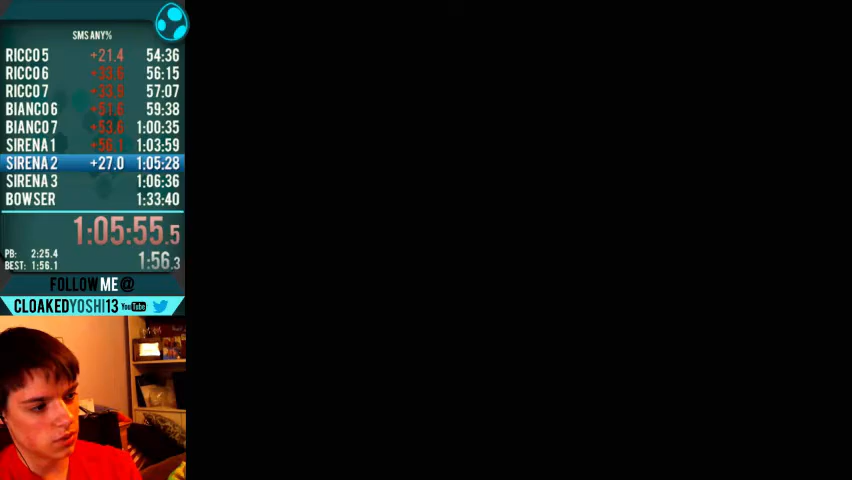 SMS ANY%
RICCO 5 +21.4 54:36
RICCO 6 +33.6 56:15
RICCO 7 +33.9 57:07
BIANCO 6 +51.6 59:38
BIANCO 7 +53.6 1:00:35
SIRENA 1 +56.1 1:03:59
SIRENA 2 +27.0 1:05:28
SIRENA 3 1:06:36
BOWSER 1:33:40
1:05:55.5
PB: 2:25.4
BEST: 1:56.1
1:56.3
FOLLOW ME @
CLOAKEDYOSHI13 YouTube